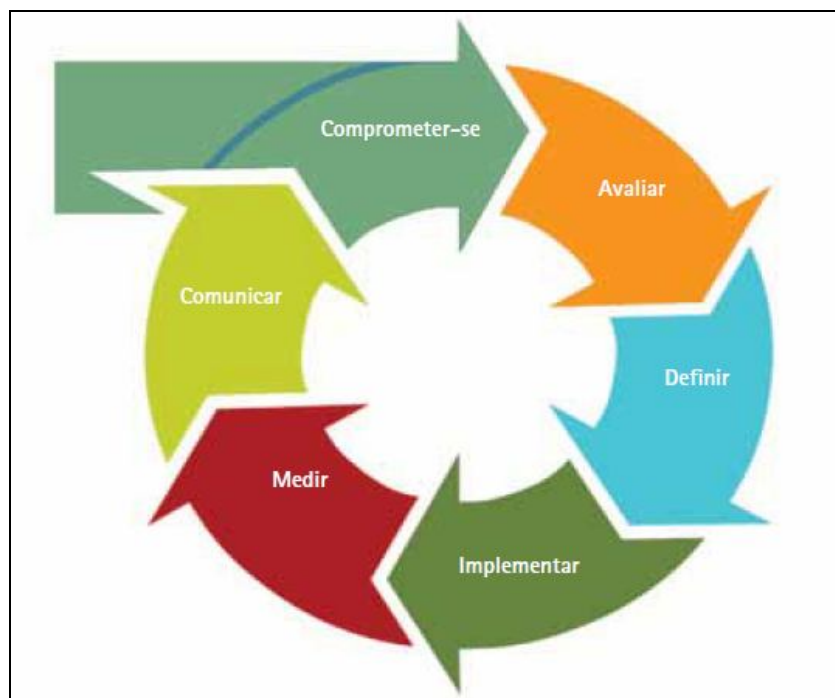 Comprometer-se
Avaliar
Definir
Implementar
Medir
Comunicar